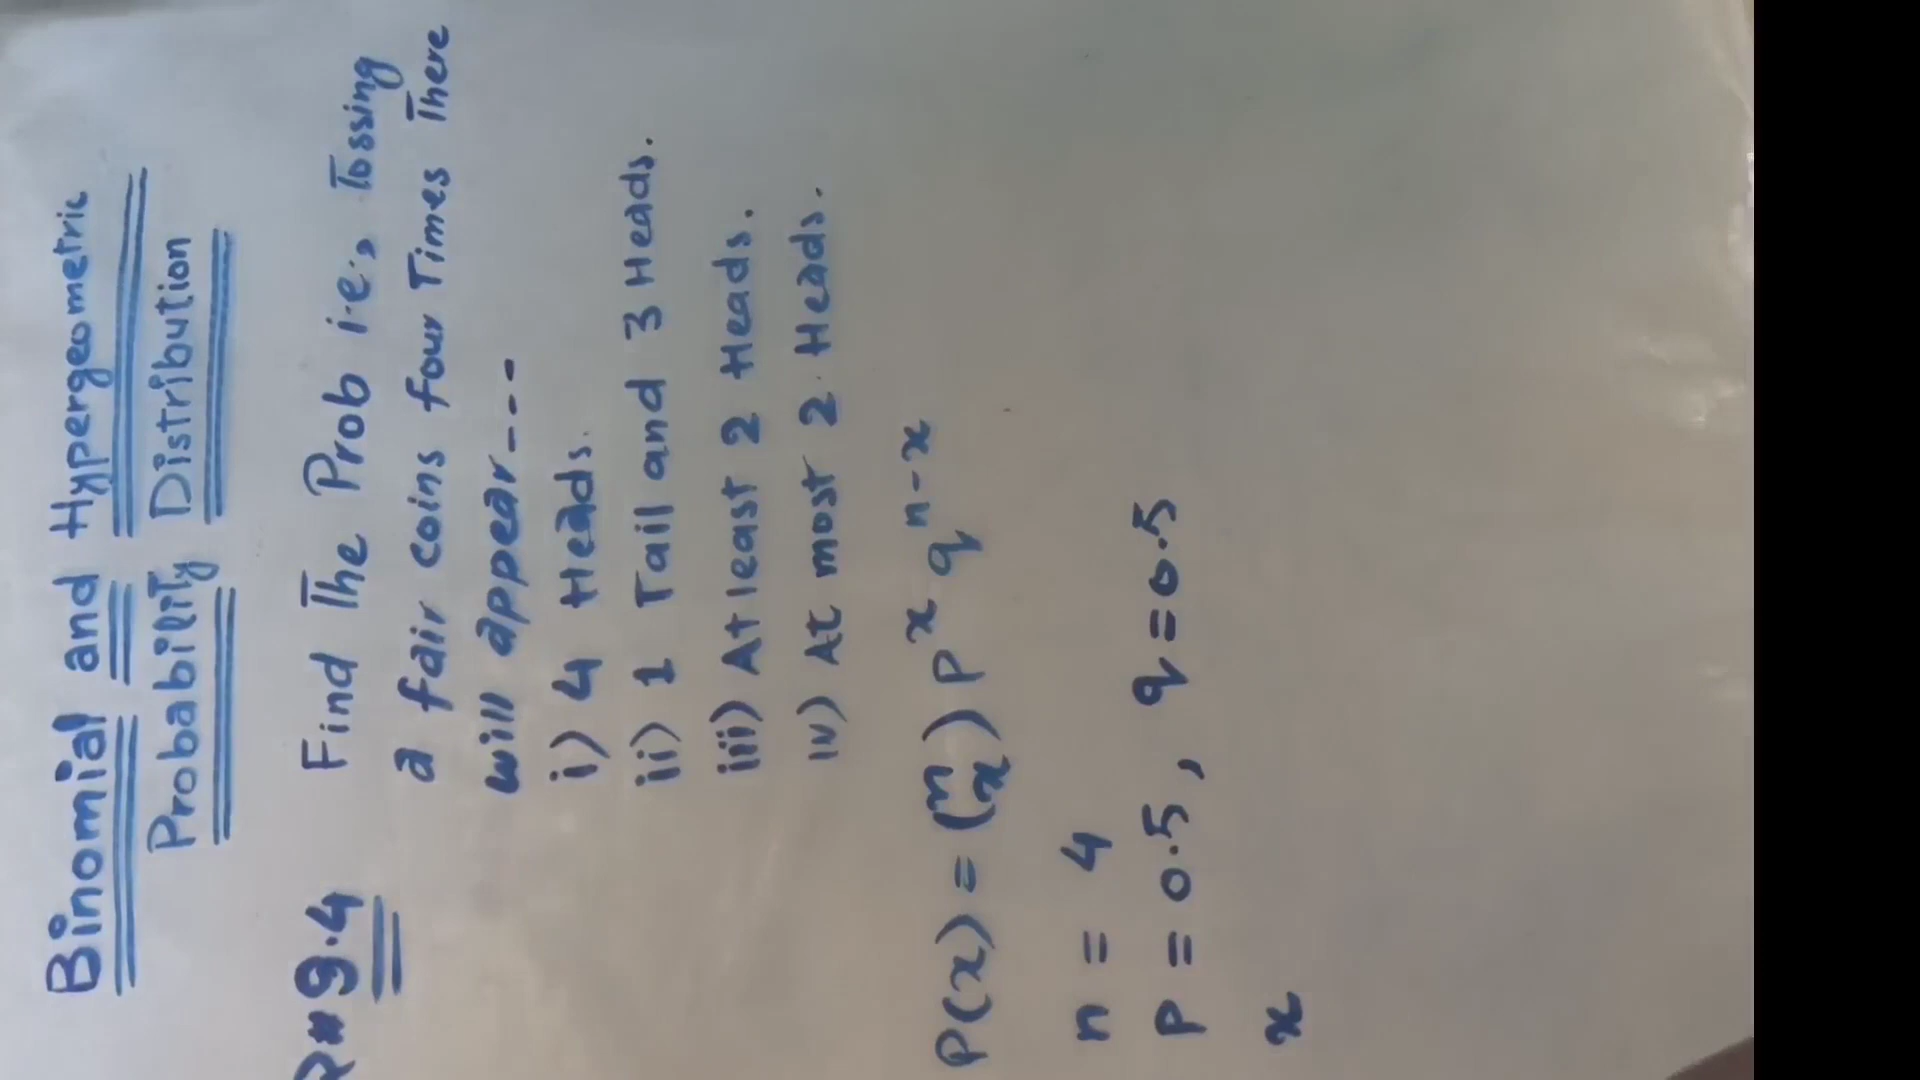 Binomial and Hypergeometric
Probability Distribution
Q# 9.4 Find The Prob i.e., Tossing
a fair coins four Times There
will appear----
i) 4 Heads.
ii) 1 Tail and 3 Heads.
iii) At least 2 Heads.
iv) At most 2 Heads.
P(x) = (n x) p^x q^n-x
n = 4
P = 0.5, q = 0.5
x